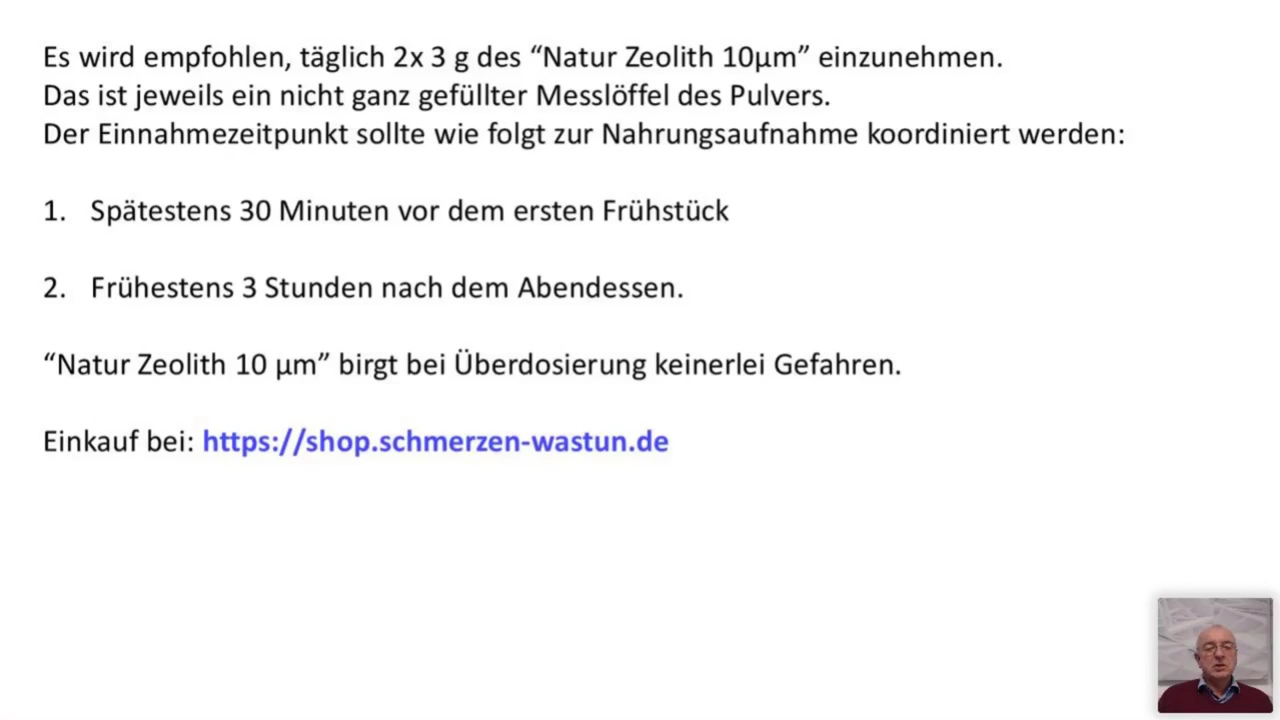 Es wird empfohlen, täglich 2x 3 g des “Natur Zeolith 10µm” einzunehmen.
Das ist jeweils ein nicht ganz gefüllter Messlöffel des Pulvers.
Der Einnahmezeitpunkt sollte wie folgt zur Nahrungsaufnahme koordiniert werden:
1. Spätestens 30 Minuten vor dem ersten Frühstück
2. Frühestens 3 Stunden nach dem Abendessen.
“Natur Zeolith 10 µm” birgt bei Überdosierung keinerlei Gefahren.
Einkauf bei: https://shop.schmerzen-wastun.de